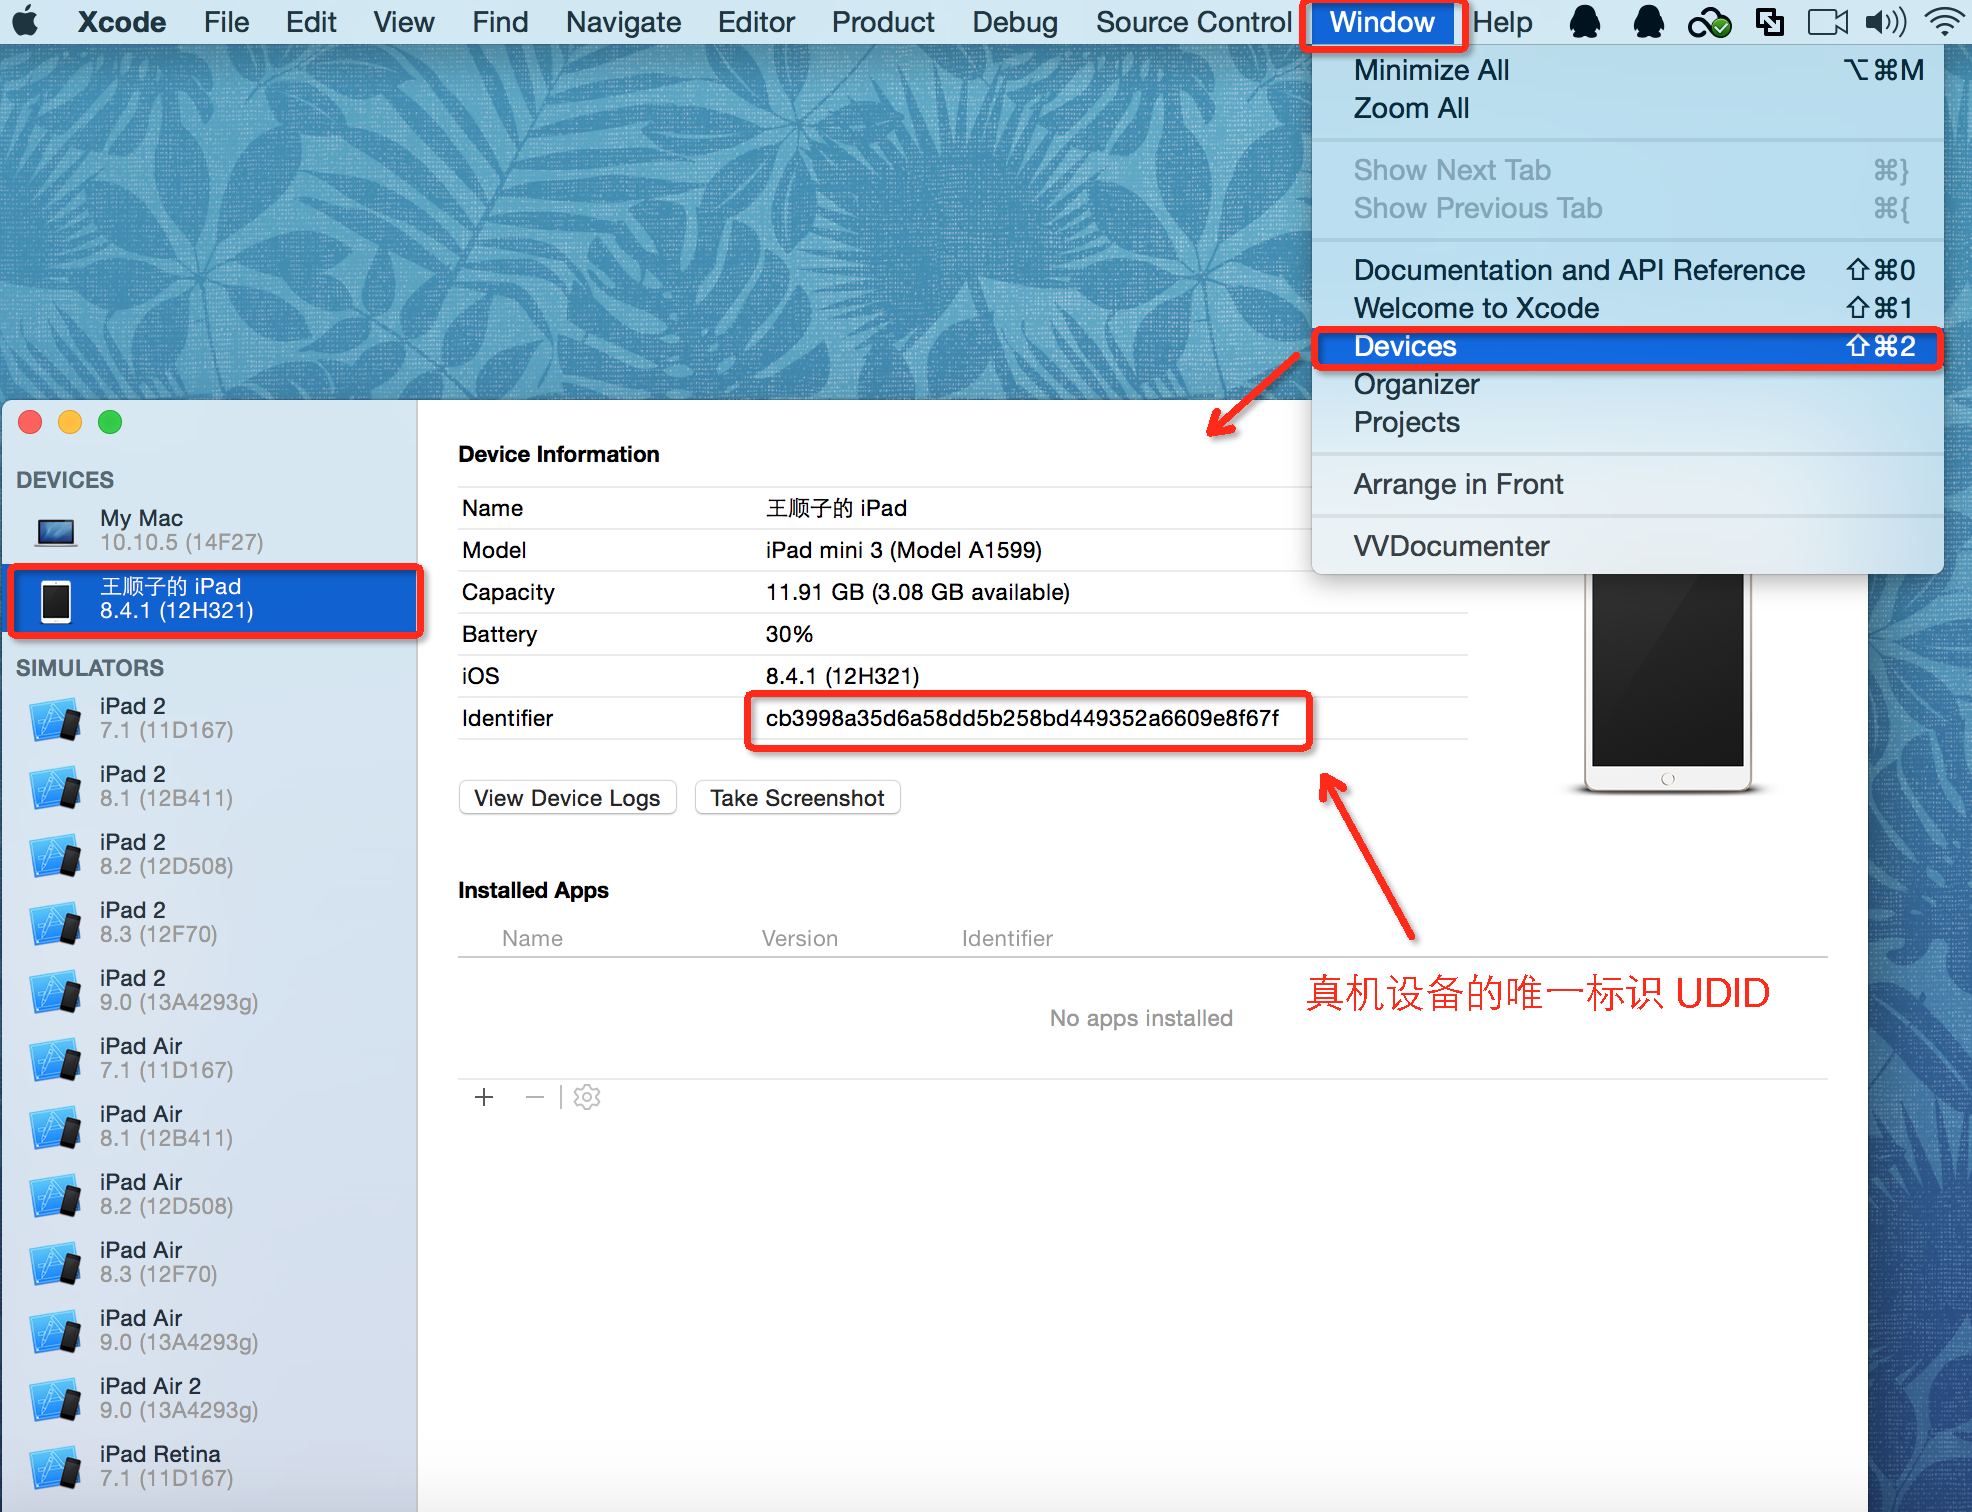 Xcode File Edit View Find Navigate Editor Product Debug Source Control Window Help
Minimize All ⌥⌘M
Zoom All
Show Next Tab ⌘}
Show Previous Tab ⌘{
Documentation and API Reference ⇧⌘0
Welcome to Xcode ⇧⌘1
Devices ⇧⌘2
Organizer
Projects
Arrange in Front
VVDocumenter
DEVICES
My Mac
10.10.5 (14F27)
王顺子的 iPad
8.4.1 (12H321)
SIMULATORS
iPad 2
7.1 (11D167)
iPad 2
8.1 (12B411)
iPad 2
8.2 (12D508)
iPad 2
8.3 (12F70)
iPad 2
9.0 (13A4293g)
iPad Air
7.1 (11D167)
iPad Air
8.1 (12B411)
iPad Air
8.2 (12D508)
iPad Air
8.3 (12F70)
iPad Air
9.0 (13A4293g)
iPad Air 2
9.0 (13A4293g)
iPad Retina
7.1 (11D167)
Device Information
Name 王顺子的 iPad
Model iPad mini 3 (Model A1599)
Capacity 11.91 GB (3.08 GB available)
Battery 30%
iOS 8.4.1 (12H321)
Identifier cb3998a35d6a58dd5b258bd449352a6609e8f67f
View Device Logs Take Screenshot
Installed Apps
Name Version Identifier
No apps installed
真机设备的唯一标识 UDID